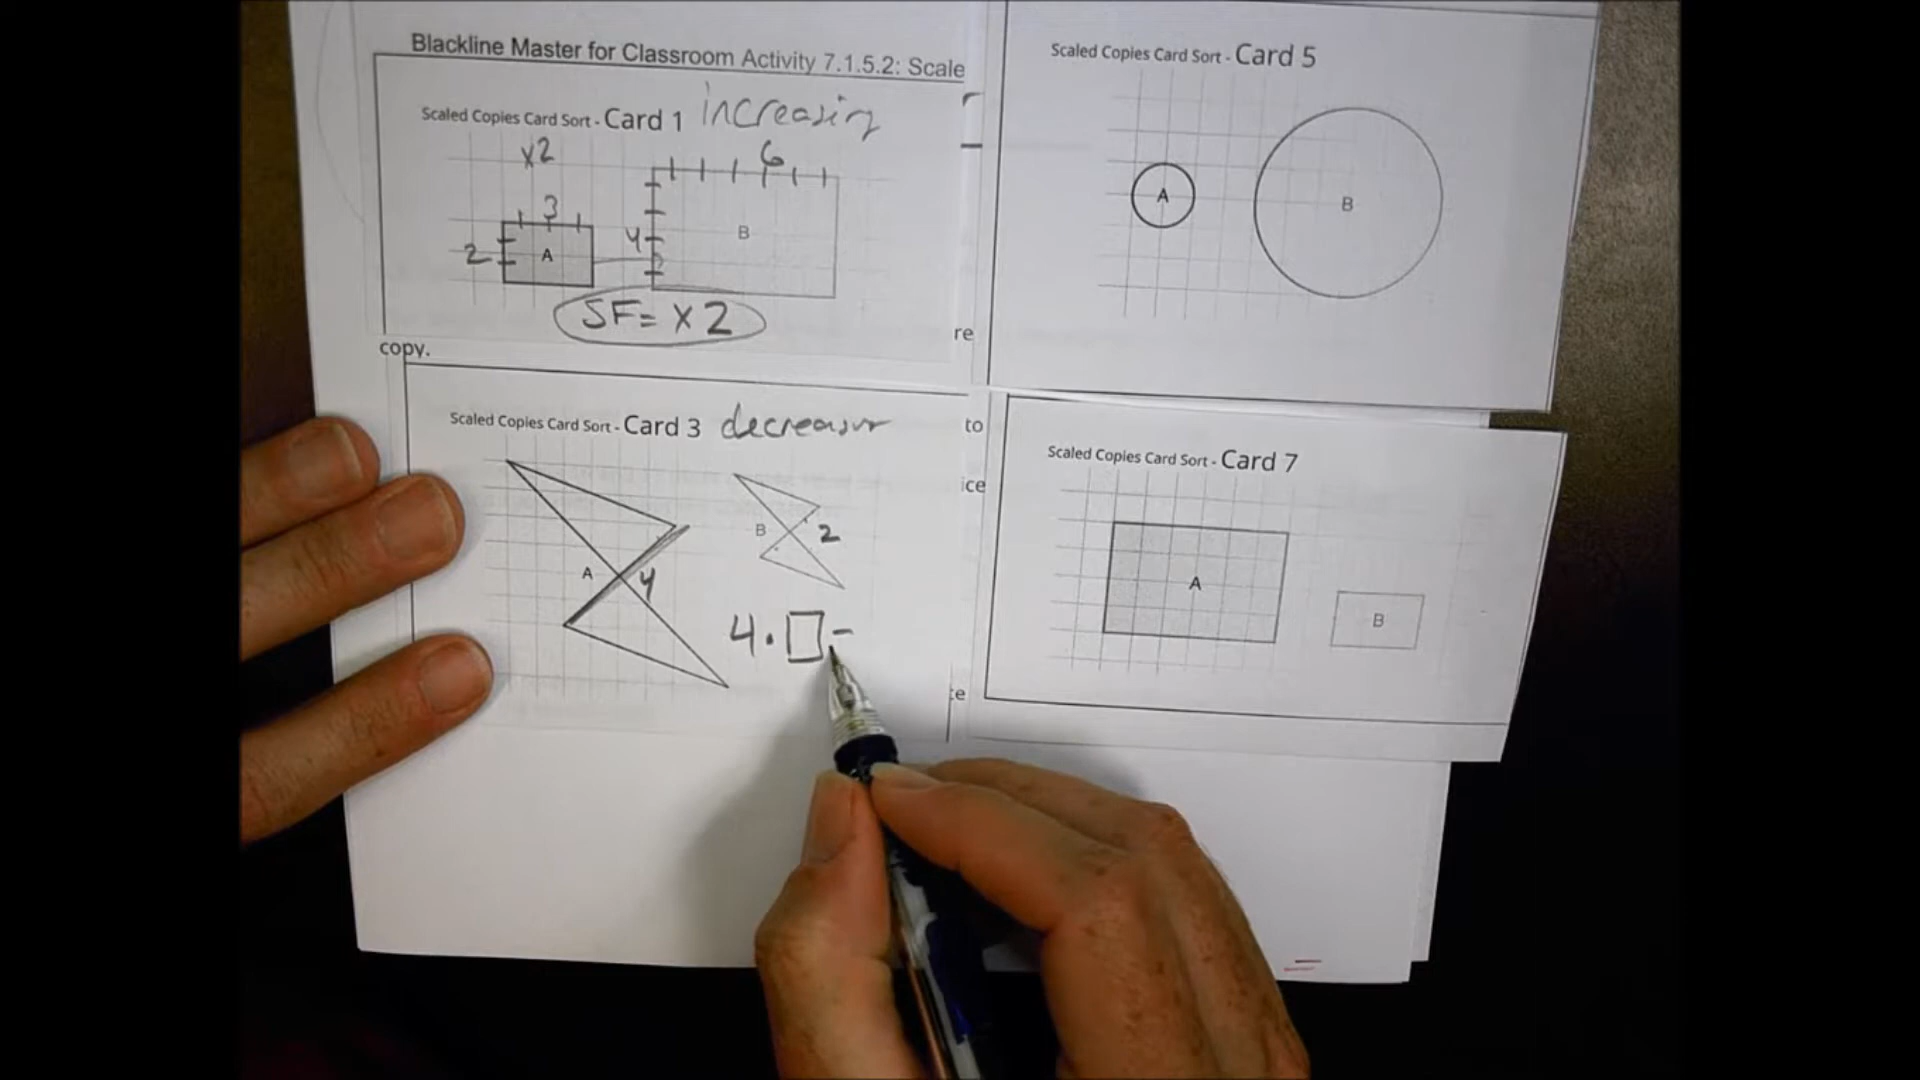 Blackline Master for Classroom Activity 7.1.5.2: Scale
Scaled Copies Card Sort - Card 1 increasing
x2
6
3
4
2
A
B
SF = x 2
re
copy.
Scaled Copies Card Sort - Card 5
A
B
Scaled Copies Card Sort - Card 3
to
ice
B
2
A
4
4 · □ -
te
Scaled Copies Card Sort - Card 7
A
B